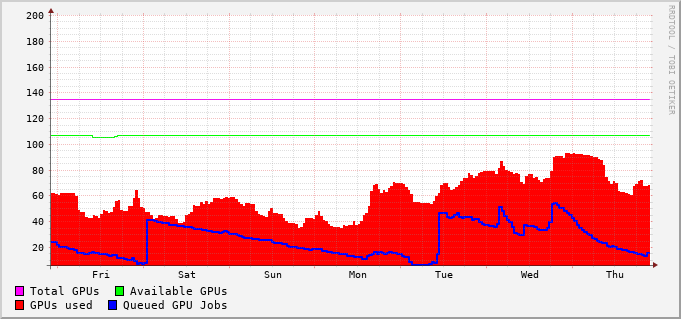 200
180
160
140
120
100
80
60
40
20
Fri Sat Sun Mon Tue Wed Thu
Total GPUs Available GPUs
GPUs used Queued GPU Jobs
RRDTOOL / TOBI OETIKER